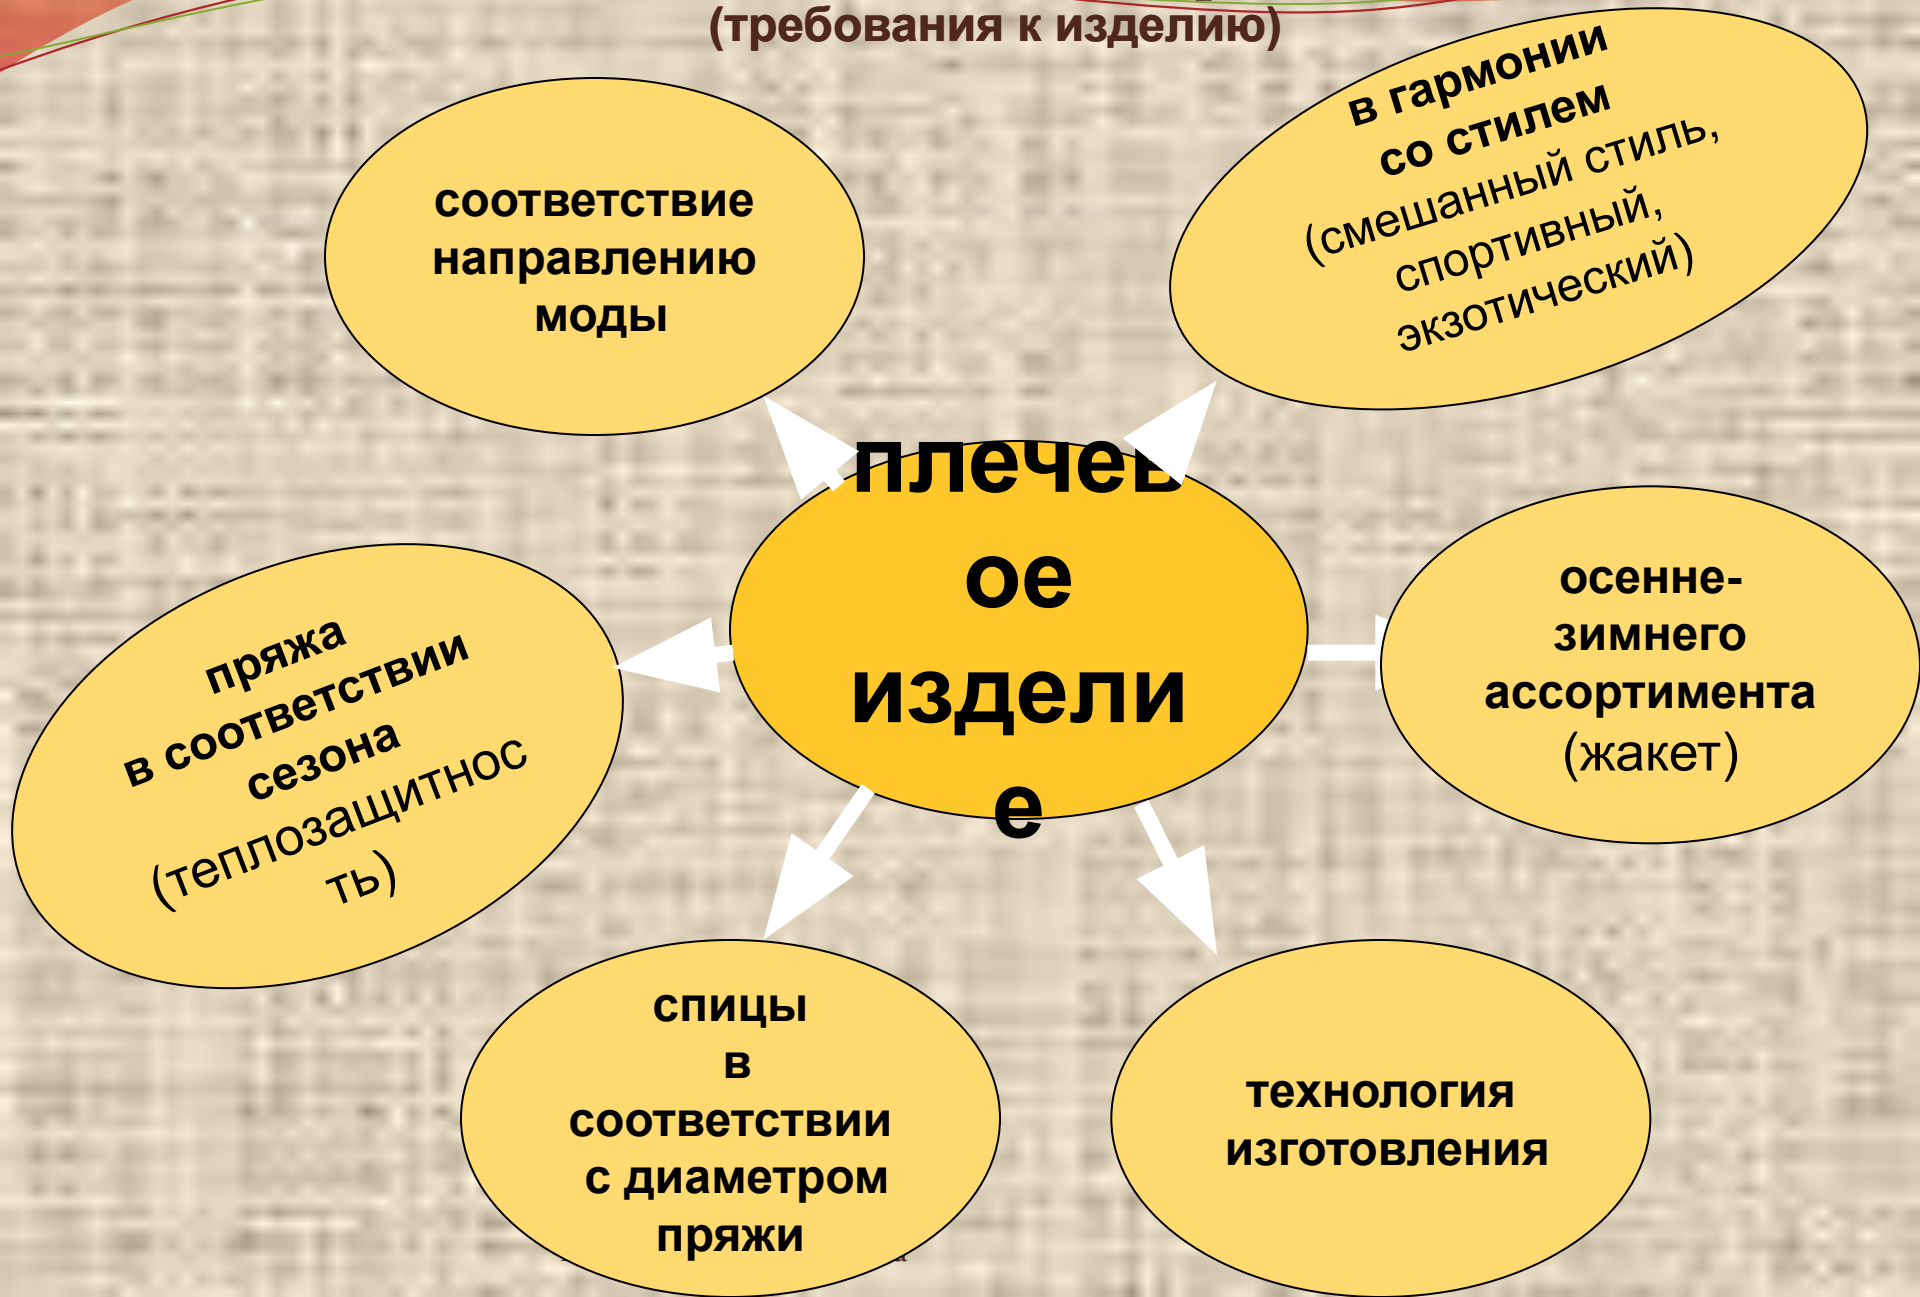 (требования к изделию)
соответствие
направлению
моды
в гармонии
со стилем
(смешанный стиль,
спортивный,
экзотический)
плечев
ое
издели
е
осенне-
зимнего
ассортимента
(жакет)
пряжа
в соответствии
сезона
(теплозащитнос
ть)
спицы
в
соответствии
с диаметром
пряжи
технология
изготовления